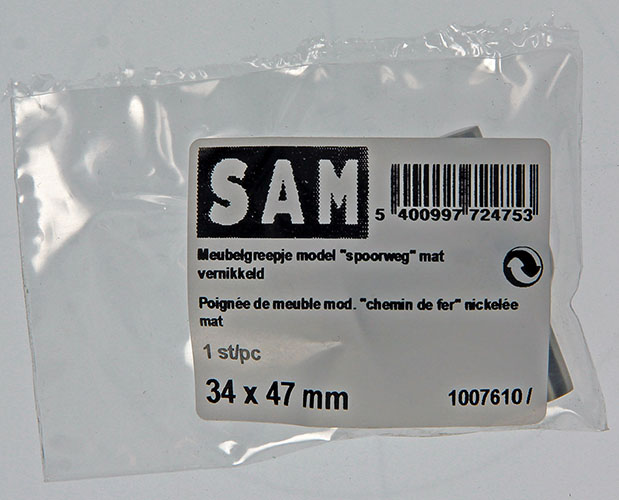 SAM
5 400997 724753
Meubelgreepje model "spoorweg" mat
vernikkeld
Poignée de meuble mod. "chemin de fer" nickelée
mat
1 st/pc
34 x 47 mm
1007610 /